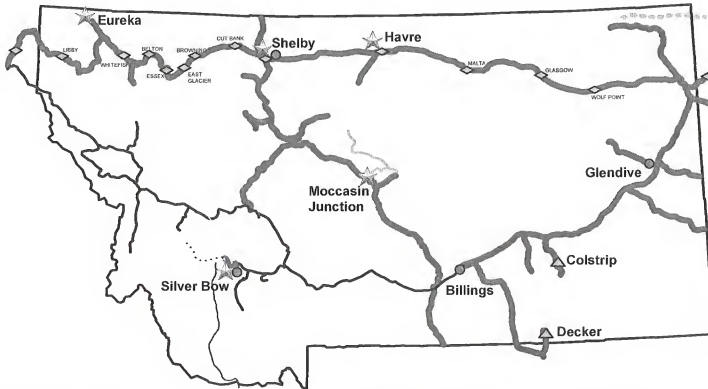 Eureka
CUT BANK
Shelby
Havre
LIBBY
WHITEFISH
BELTON
BROWNING
ESSEX
EAST
GLACIER
MALTA
GLASGOW
WOLF POINT
Moccasin
Junction
Glendive
Colstrip
Silver Bow
Billings
Decker